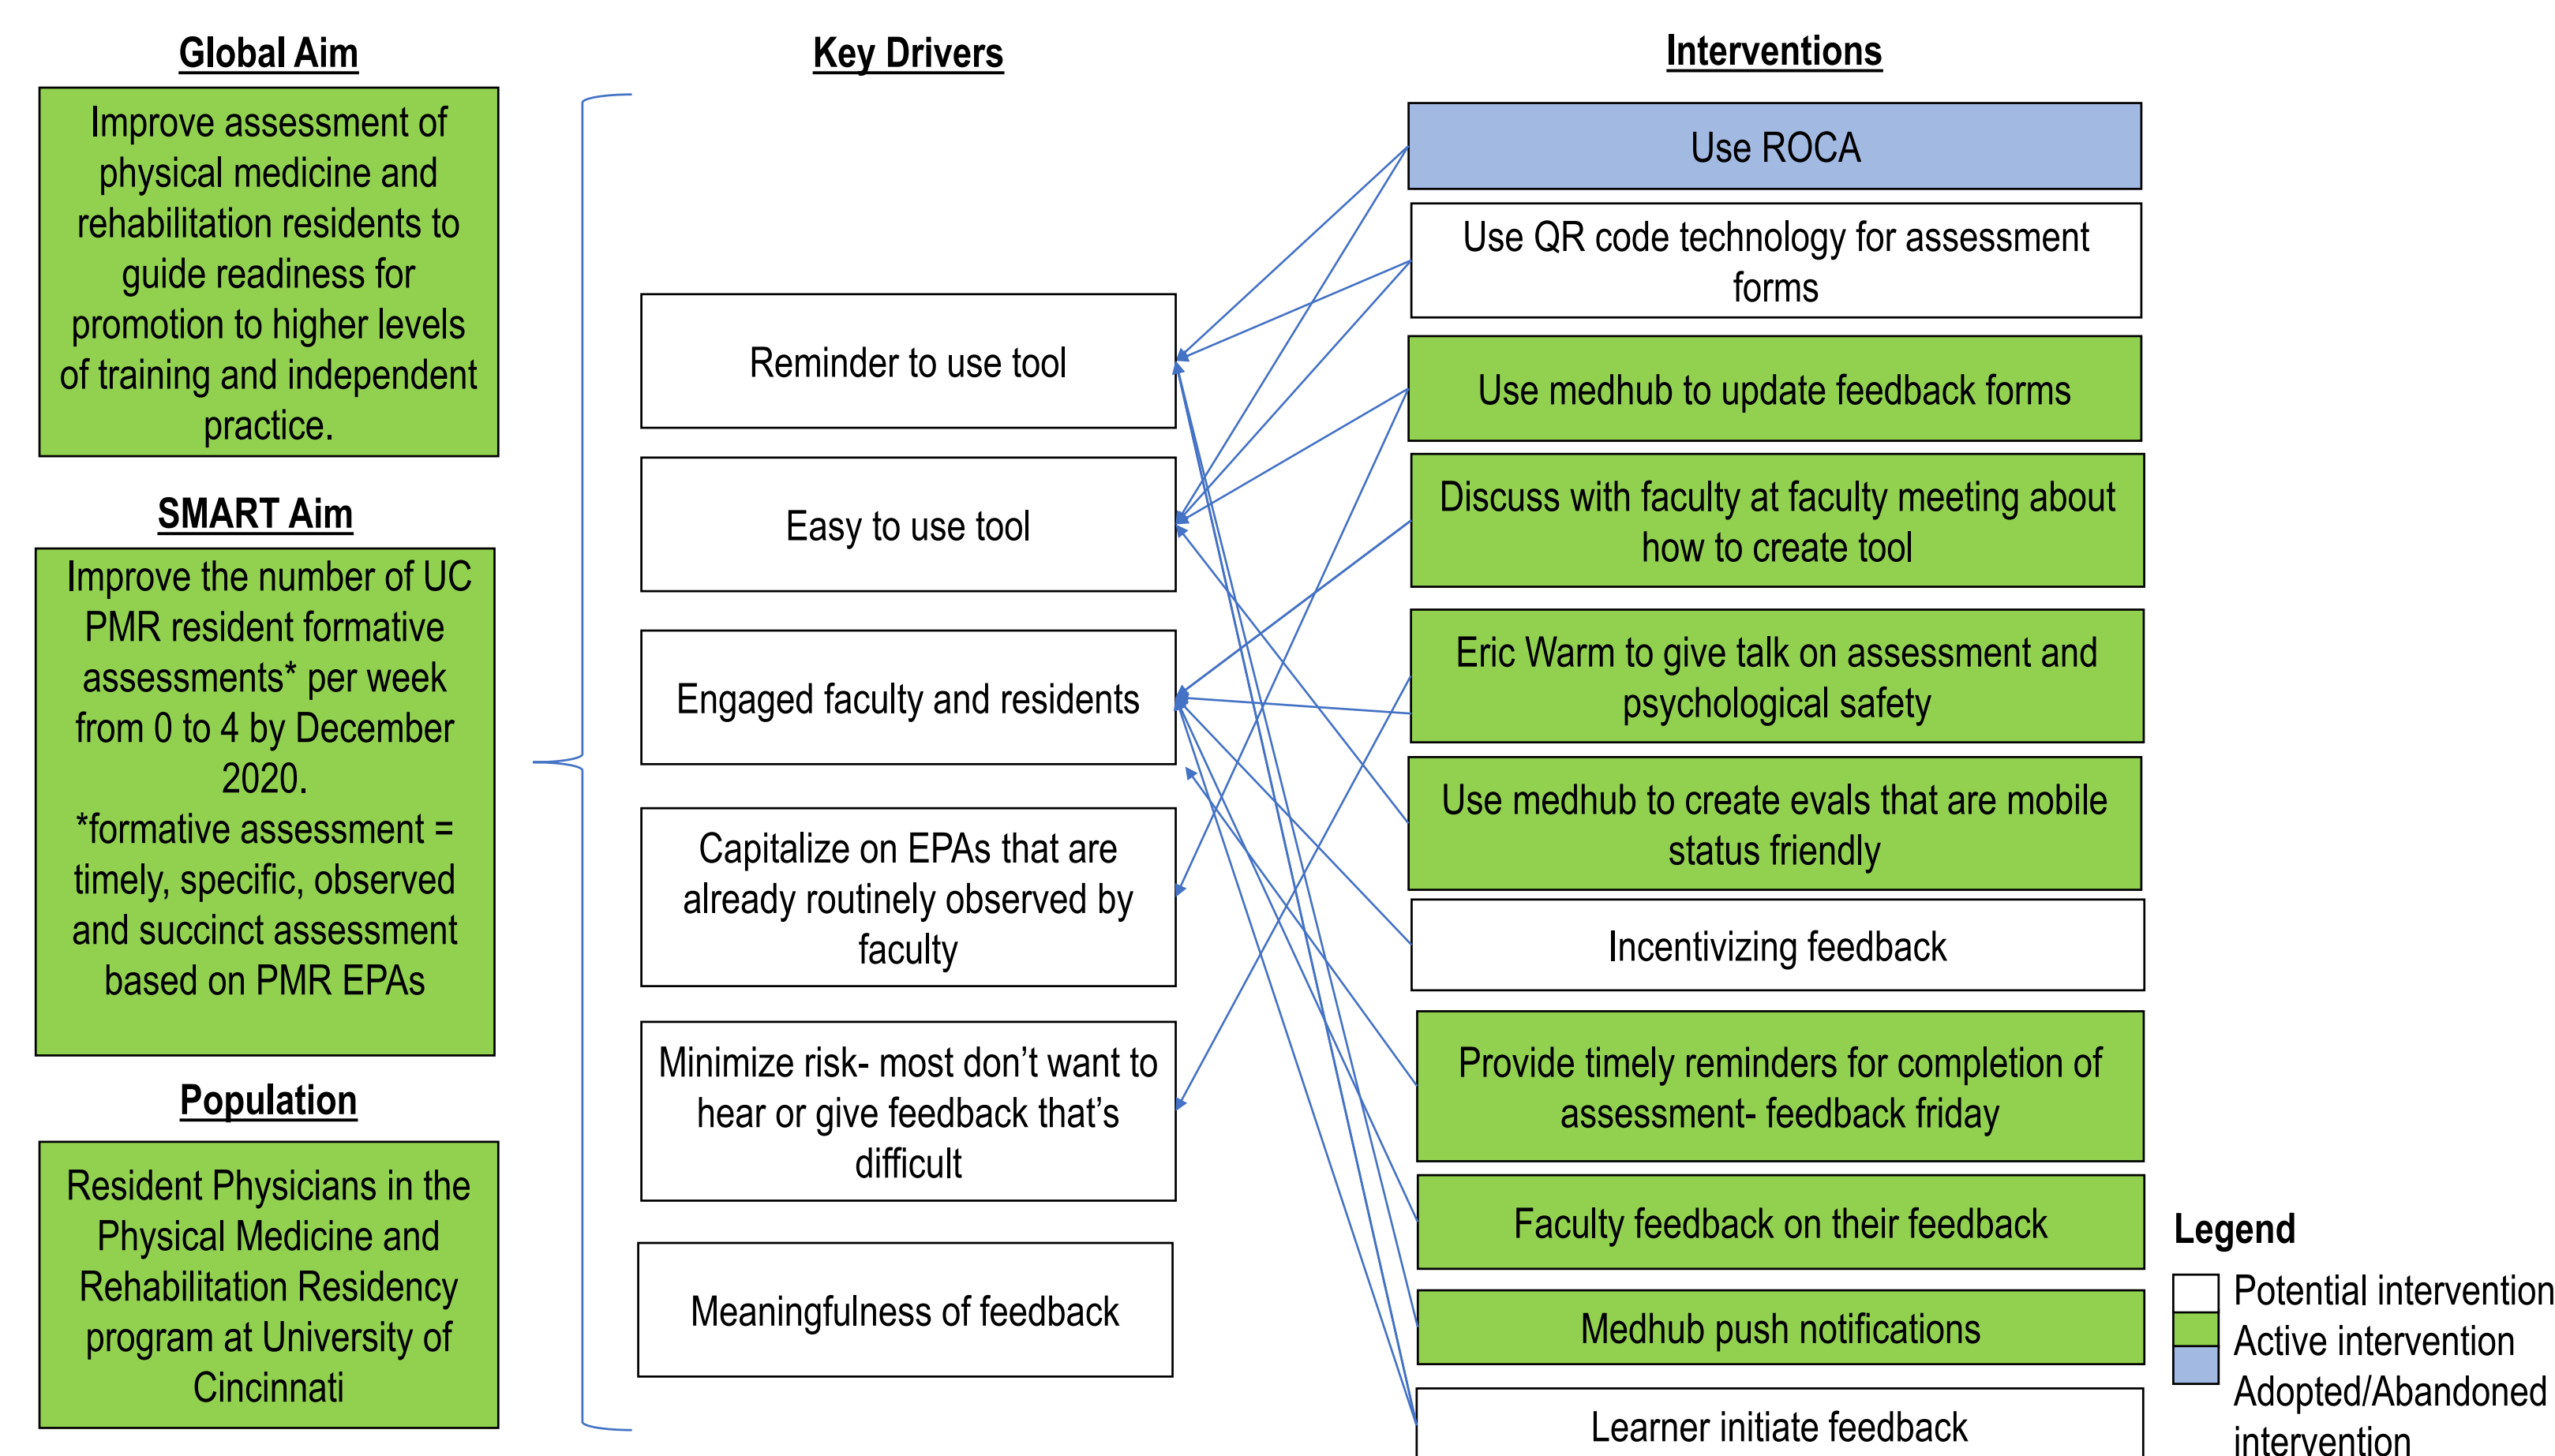 Global Aim
Improve assessment of
physical medicine and
rehabilitation residents to
guide readiness for
promotion to higher levels
of training and independent
practice.
SMART Aim
Improve the number of UC
PMR resident formative
assessments* per week
from 0 to 4 by December
2020.
*formative assessment =
timely, specific, observed
and succinct assessment
based on PMR EPAs
Population
Resident Physicians in the
Physical Medicine and
Rehabilitation Residency
program at University of
Cincinnati
Key Drivers
Reminder to use tool
Easy to use tool
Engaged faculty and residents
Capitalize on EPAs that are
already routinely observed by
faculty
Minimize risk- most don’t want to
hear or give feedback that’s
difficult
Meaningfulness of feedback
Interventions
Use ROCA
Use QR code technology for assessment
forms
Use medhub to update feedback forms
Discuss with faculty at faculty meeting about
how to create tool
Eric Warm to give talk on assessment and
psychological safety
Use medhub to create evals that are mobile
status friendly
Incentivizing feedback
Provide timely reminders for completion of
assessment- feedback friday
Faculty feedback on their feedback
Medhub push notifications
Learner initiate feedback
Legend
Potential intervention
Active intervention
Adopted/Abandoned
intervention